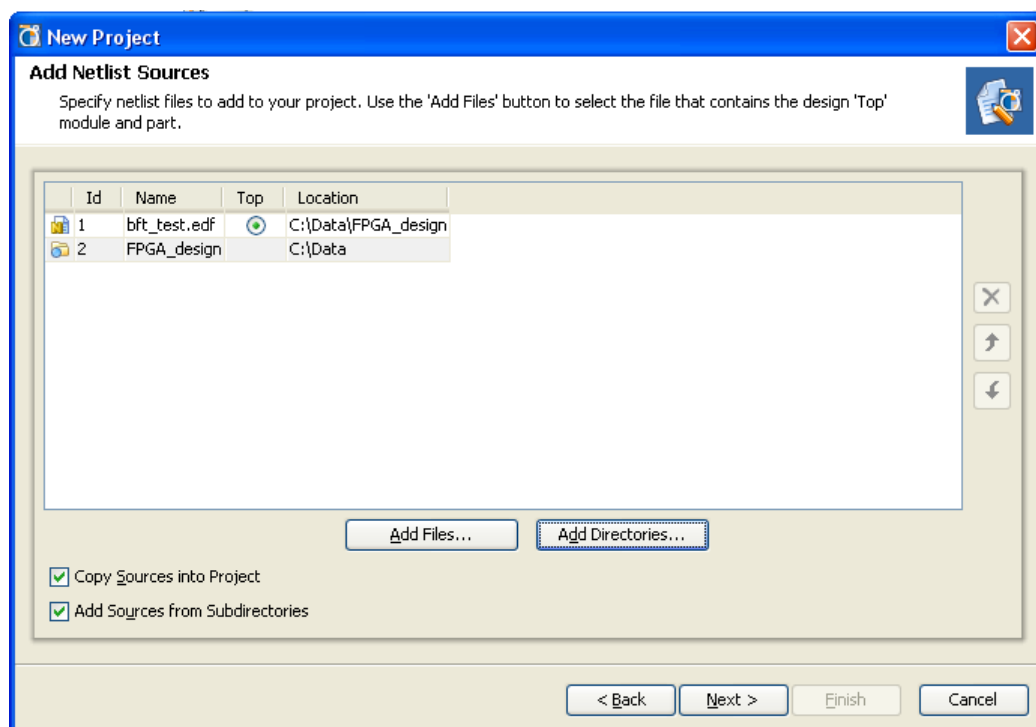 New Project
Add Netlist Sources
Specify netlist files to add to your project. Use the 'Add Files' button to select the file that contains the design 'Top'
module and part.
Id Name Top Location
1 bft_test.edf C:\Data\FPGA_design
2 FPGA_design C:\Data
Add Files...
Add Directories...
Copy Sources into Project
Add Sources from Subdirectories
< Back Next > Finish Cancel